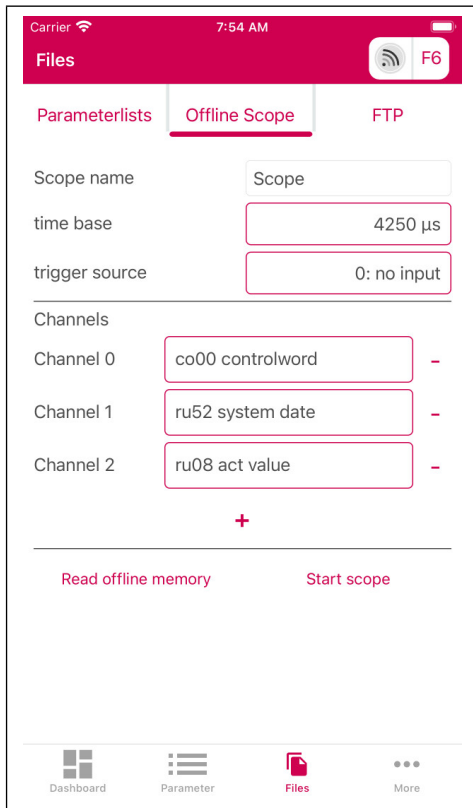 Carrier 7:54 AM
Files F6
Parameterlists Offline Scope FTP
Scope name Scope
time base 4250 µs
trigger source 0: no input
Channels
Channel 0 co00 controlword -
Channel 1 ru52 system date -
Channel 2 ru08 act value -
+
Read offline memory Start scope
Dashboard Parameter Files More